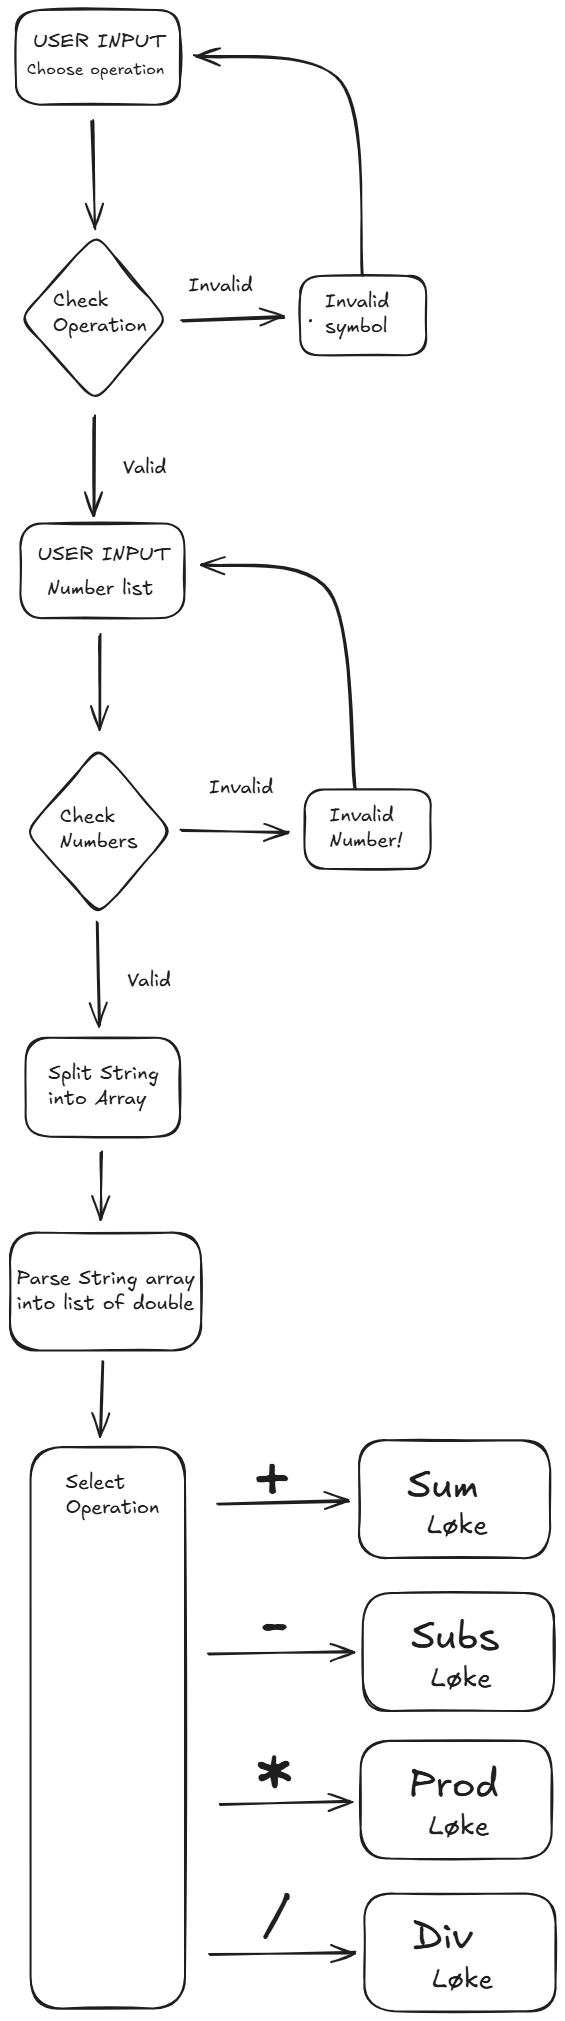 USER INPUT
Choose operation
Check
Operation
Invalid
Invalid
symbol
Valid
USER INPUT
Number list
Check
Numbers
Invalid
Invalid
Number!
Valid
Split String
into Array
Parse String array
into list of double
Select
Operation
+
Sum
Løke
-
Subs
Løke
*
Prod
Løke
/
Div
Løke